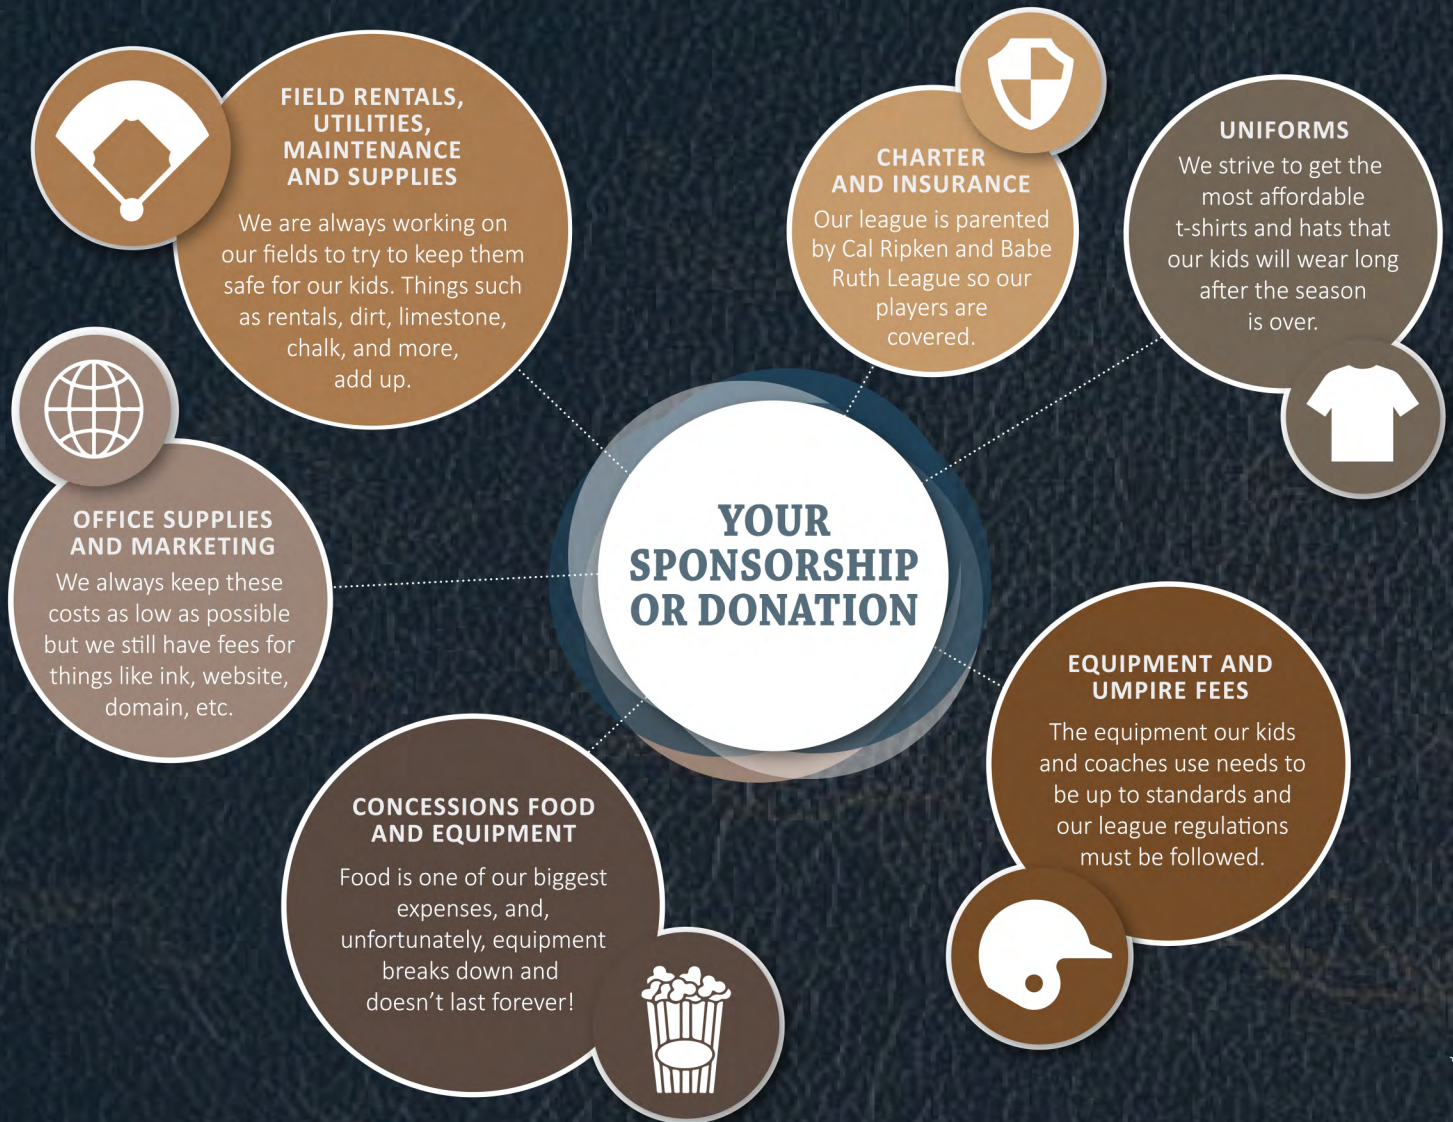 FIELD RENTALS,
UTILITIES,
MAINTENANCE
AND SUPPLIES
We are always working on
our fields to try to keep them
safe for our kids. Things such
as rentals, dirt, limestone,
chalk, and more,
add up.
CHARTER
AND INSURANCE
Our league is parented
by Cal Ripken and Babe
Ruth League so our
players are
covered.
UNIFORMS
We strive to get the
most affordable
t-shirts and hats that
our kids will wear long
after the season
is over.
OFFICE SUPPLIES
AND MARKETING
We always keep these
costs as low as possible
but we still have fees for
things like ink, website,
domain, etc.
YOUR
SPONSORSHIP
OR DONATION
EQUIPMENT AND
UMPIRE FEES
The equipment our kids
and coaches use needs to
be up to standards and
our league regulations
must be followed.
CONCESSIONS FOOD
AND EQUIPMENT
Food is one of our biggest
expenses, and,
unfortunately, equipment
breaks down and
doesn’t last forever!